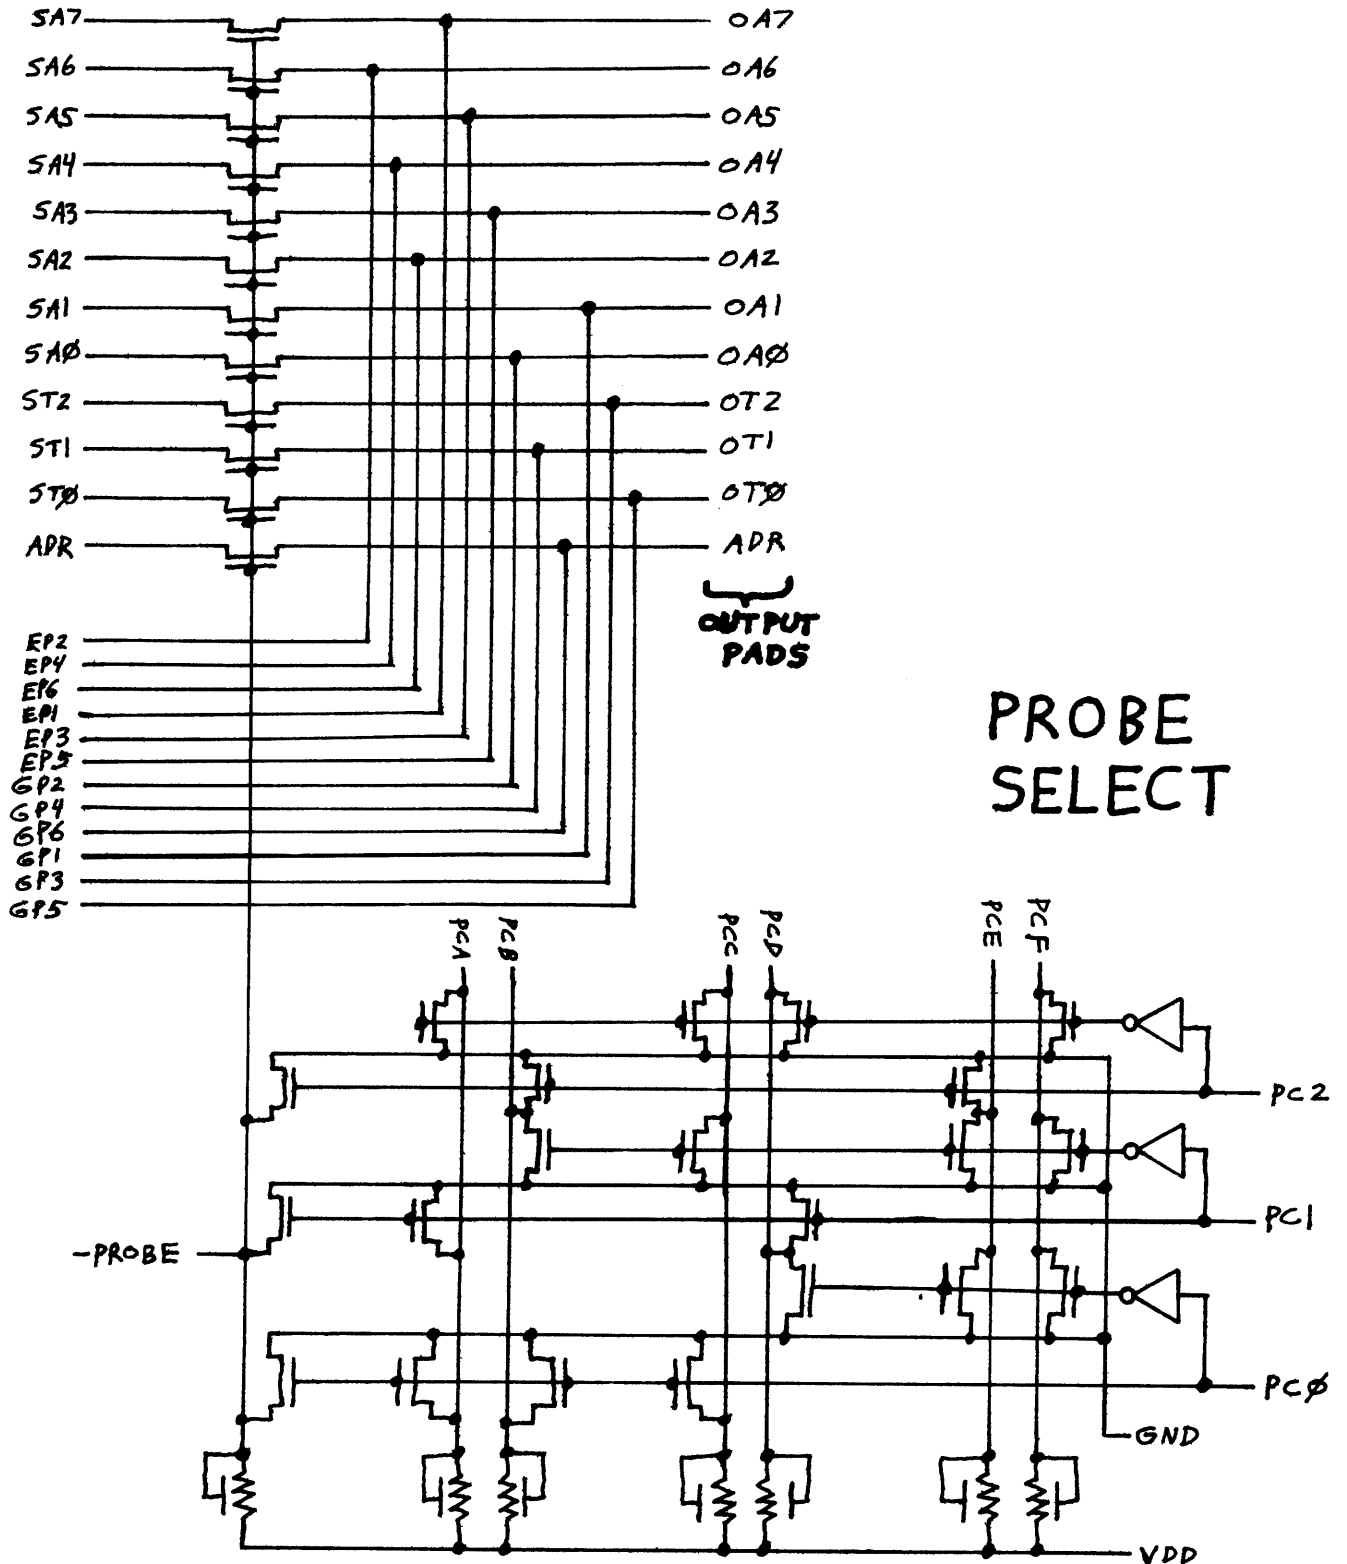 SA7 OA7
SA6 OA6
SA5 OA5
SA4 OA4
SA3 OA3
SA2 OA2
SA1 OA1
SAØ OAØ
ST2 OT2
ST1 OT1
STØ OTØ
ADR ADR
OUTPUT
PADS
EP2
EP4
EP6
EP1
EP3
EP5
GP2
GP4
GP6
GP1
GP3
GP5
PROBE
SELECT
PCA PCB PCC PCD PCE PCF
PC2
PC1
-PROBE
PCØ
GND
VDD